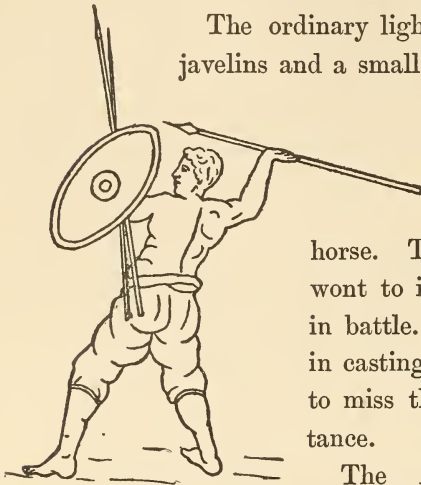 The ordinary ligh
javelins and a small
horse. T
wont to i
in battle.
in casting
to miss th
tance.
The